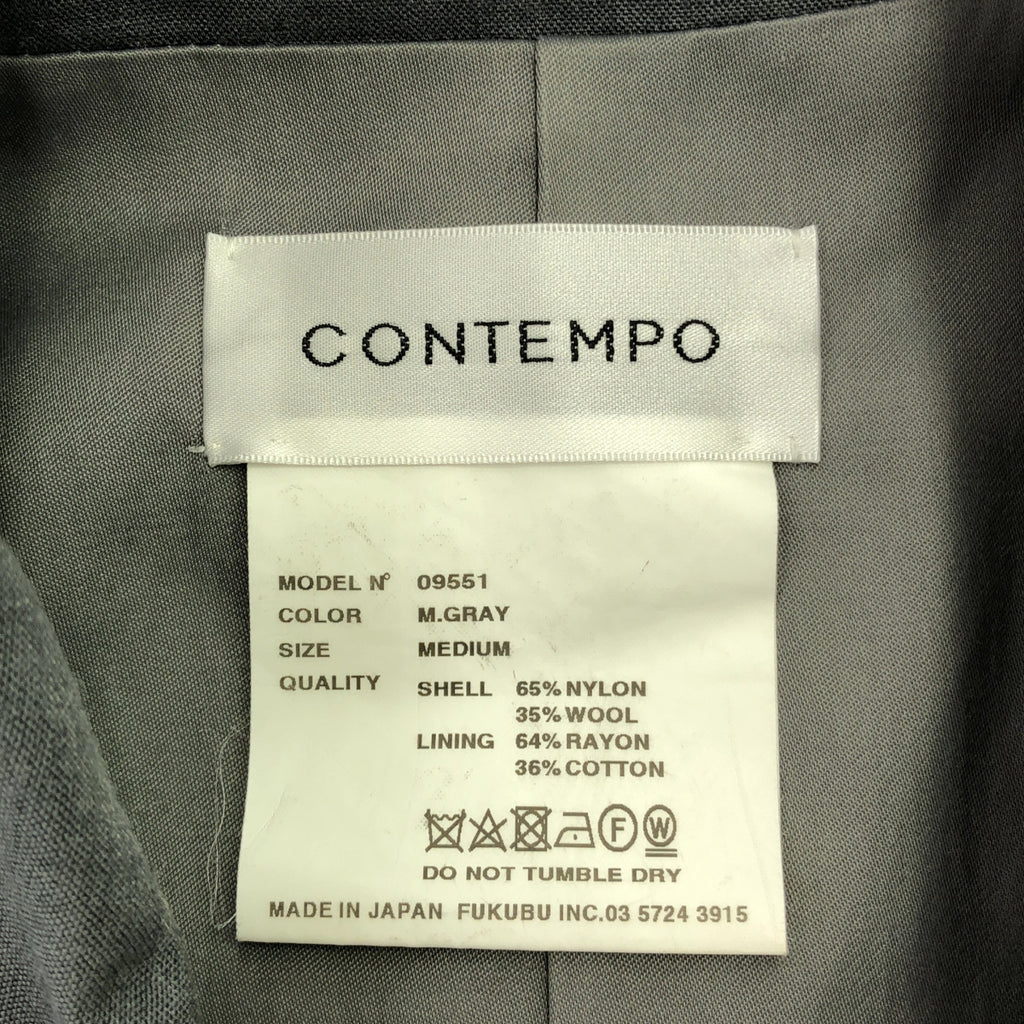 CONTEMPO
MODEL N° 09551
COLOR M.GRAY
SIZE MEDIUM
QUALITY SHELL 65% NYLON
35% WOOL
LINING 64% RAYON
36% COTTON
F W
DO NOT TUMBLE DRY
MADE IN JAPAN FUKUBU INC.03 5724 3915